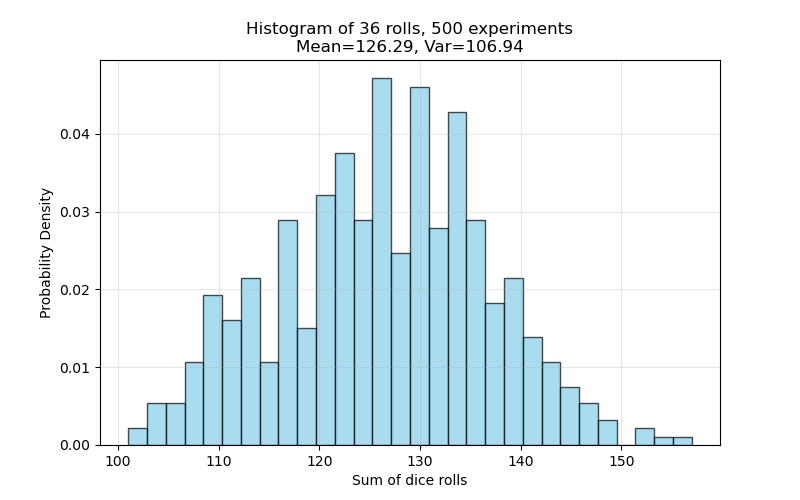 Histogram of 36 rolls, 500 experiments
Mean=126.29, Var=106.94
Probability Density
0.04
0.03
0.02
0.01
0.00
100 110 120 130 140 150
Sum of dice rolls